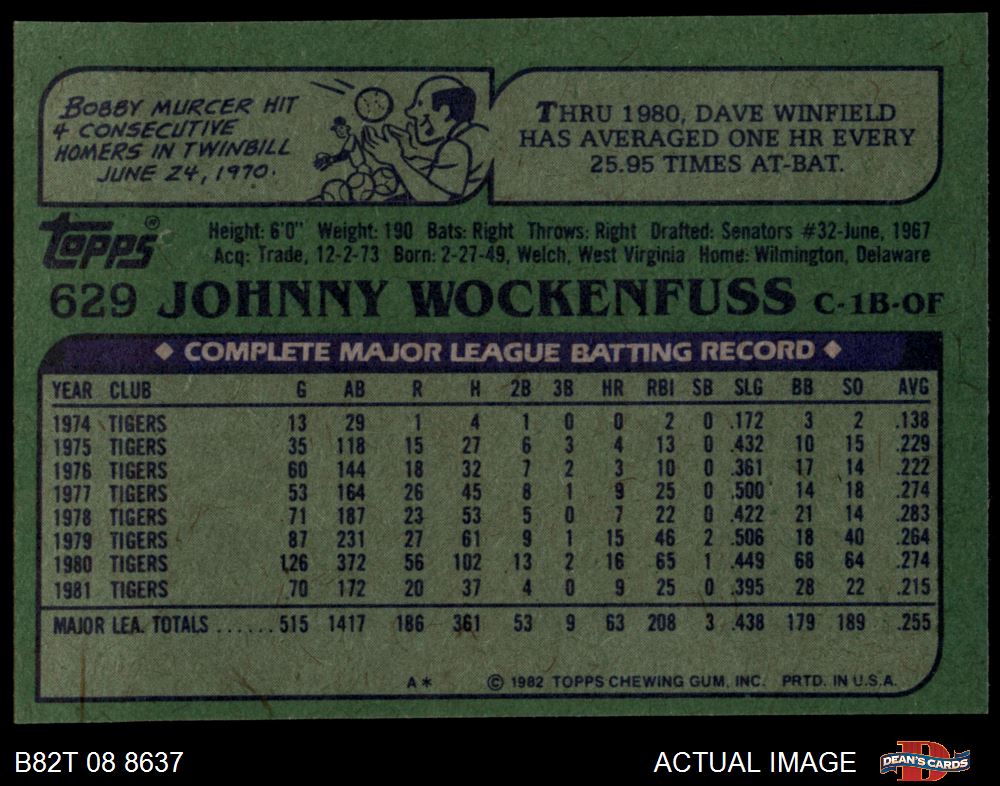 BOBBY MURCER HIT
4 CONSECUTIVE
HOMERS IN TWINBILL
JUNE 24, 1970.
THRU 1980, DAVE WINFIELD
HAS AVERAGED ONE HR EVERY
25.95 TIMES AT-BAT.
Topps®
Height: 6'0" Weight: 190 Bats: Right Throws: Right Drafted: Senators #32-June, 1967
Acq: Trade, 12-2-73 Born: 2-27-49, Welch, West Virginia Home: Wilmington, Delaware
629 JOHNNY WOCKENFUSS C-1B-OF
◆ COMPLETE MAJOR LEAGUE BATTING RECORD ◆
YEAR CLUB G AB R H 2B 3B HR RBI SB SLG BB SO AVG
1974 TIGERS 13 29 1 4 1 0 0 2 0 .172 3 2 .138
1975 TIGERS 35 118 15 27 6 3 4 13 0 .432 10 15 .229
1976 TIGERS 60 144 18 32 7 2 3 10 0 .361 17 14 .222
1977 TIGERS 53 164 26 45 8 1 9 25 0 .500 14 18 .274
1978 TIGERS 71 187 23 53 5 0 7 22 0 .422 21 14 .283
1979 TIGERS 87 231 27 61 9 1 15 46 2 .506 18 40 .264
1980 TIGERS 126 372 56 102 13 2 16 65 1 .449 68 64 .274
1981 TIGERS 70 172 20 37 4 0 9 25 0 .395 28 22 .215
MAJOR LEA. TOTALS ...... 515 1417 186 361 53 9 63 208 3 .438 179 189 .255
A* © 1982 TOPPS CHEWING GUM, INC. PRTD. IN U.S.A.
B82T 08 8637 ACTUAL IMAGE D DEAN'S CARDS